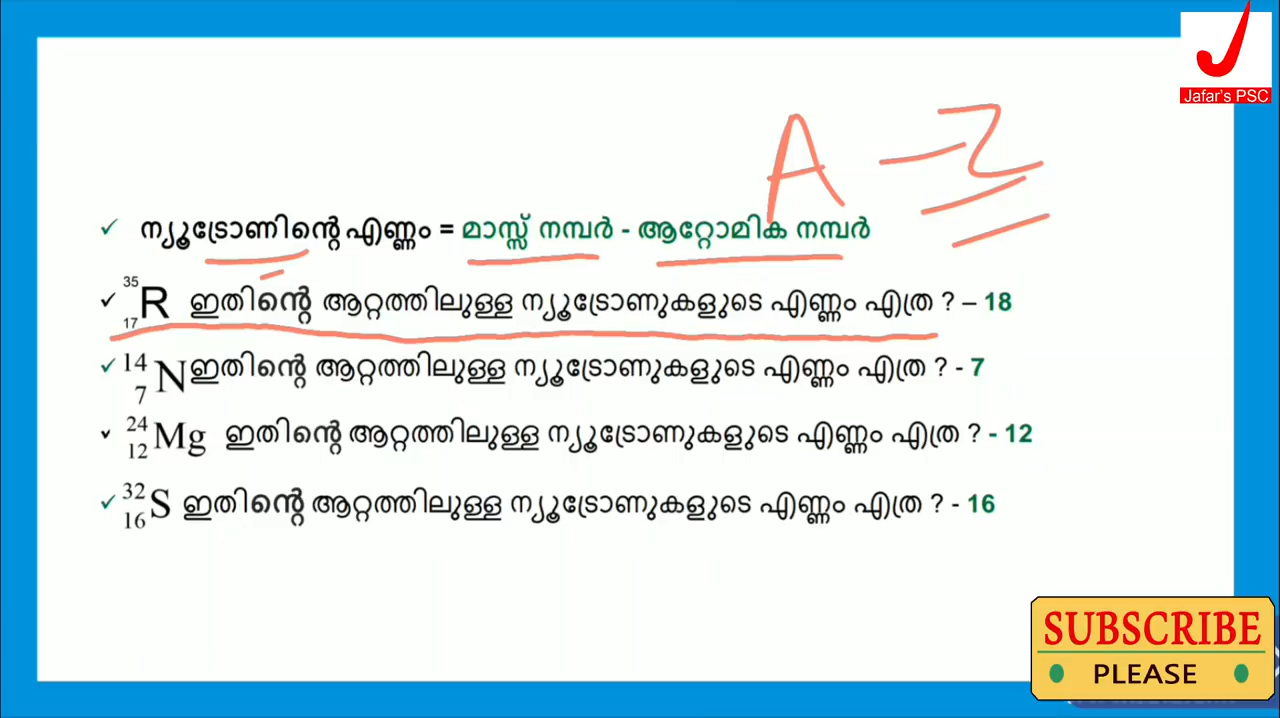 Jafar's PSC
A - Z
✓ ന്യൂട്രോണിന്റെ എണ്ണം = മാസ്സ് നമ്പർ - ആറ്റോമിക നമ്പർ
✓ ³⁵₁₇R ഇതിന്റെ ആറ്റത്തിലുള്ള ന്യൂട്രോണുകളുടെ എണ്ണം എത്ര ? – 18
✓ ¹⁴₇N ഇതിന്റെ ആറ്റത്തിലുള്ള ന്യൂട്രോണുകളുടെ എണ്ണം എത്ര ? - 7
✓ ²⁴₁₂Mg ഇതിന്റെ ആറ്റത്തിലുള്ള ന്യൂട്രോണുകളുടെ എണ്ണം എത്ര ? - 12
✓ ³²₁₆S ഇതിന്റെ ആറ്റത്തിലുള്ള ന്യൂട്രോണുകളുടെ എണ്ണം എത്ര ? - 16
SUBSCRIBE
PLEASE